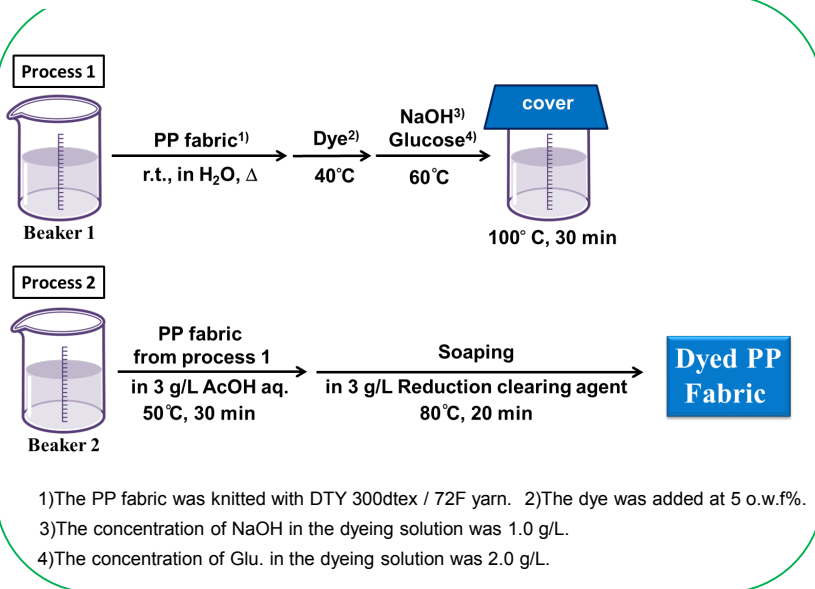 Process 1
PP fabric1)
r.t., in H2O, Δ
Dye2)
40°C
NaOH3)
Glucose4)
60°C
cover
Beaker 1
100° C, 30 min
Process 2
PP fabric
from process 1
in 3 g/L AcOH aq.
50°C, 30 min
Soaping
in 3 g/L Reduction clearing agent
80°C, 20 min
Dyed PP
Fabric
Beaker 2
1)The PP fabric was knitted with DTY 300dtex / 72F yarn. 2)The dye was added at 5 o.w.f%.
3)The concentration of NaOH in the dyeing solution was 1.0 g/L.
4)The concentration of Glu. in the dyeing solution was 2.0 g/L.